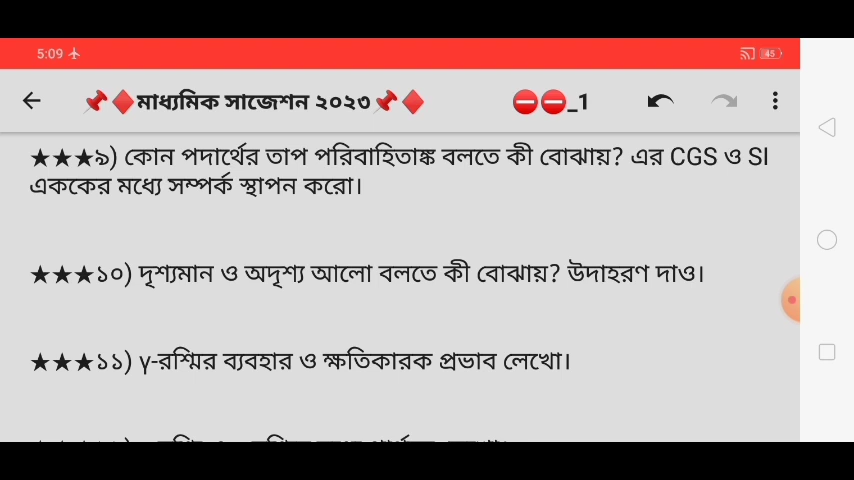 5:09
45
📌♦️মাধ্যমিক সাজেশন ২০২৩📌♦️ ⛔⛔_1
★★★৯) কোন পদার্থের তাপ পরিবাহিতাঙ্ক বলতে কী বোঝায়? এর CGS ও SI
এককের মধ্যে সম্পর্ক স্থাপন করো।
★★★১০) দৃশ্যমান ও অদৃশ্য আলো বলতে কী বোঝায়? উদাহরণ দাও।
★★★১১) γ-রশ্মির ব্যবহার ও ক্ষতিকারক প্রভাব লেখো।